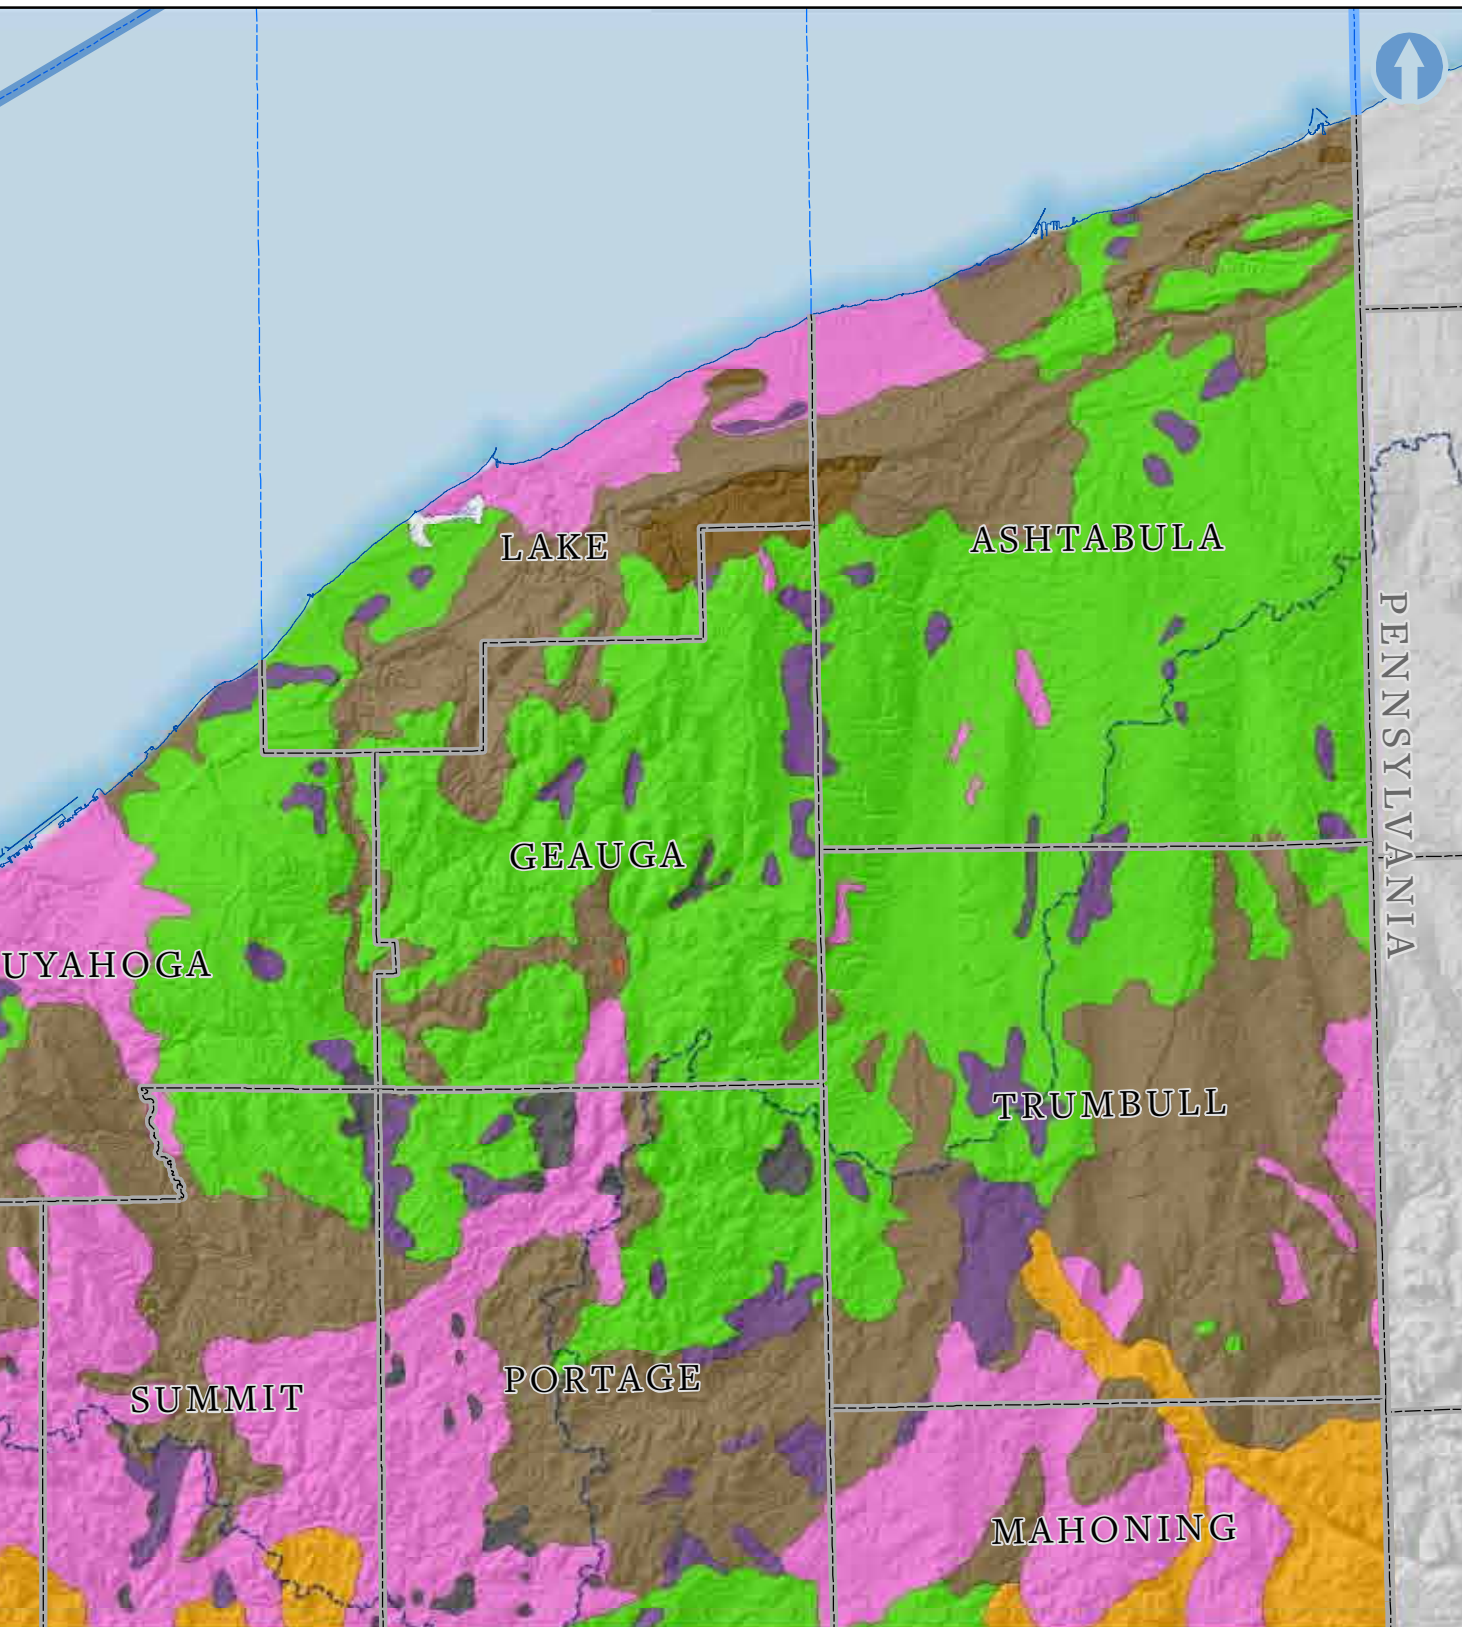 LAKE
ASHTABULA
PENNSYLVANIA
GEAUGA
UYAHOGA
TRUMBULL
PORTAGE
SUMMIT
MAHONING